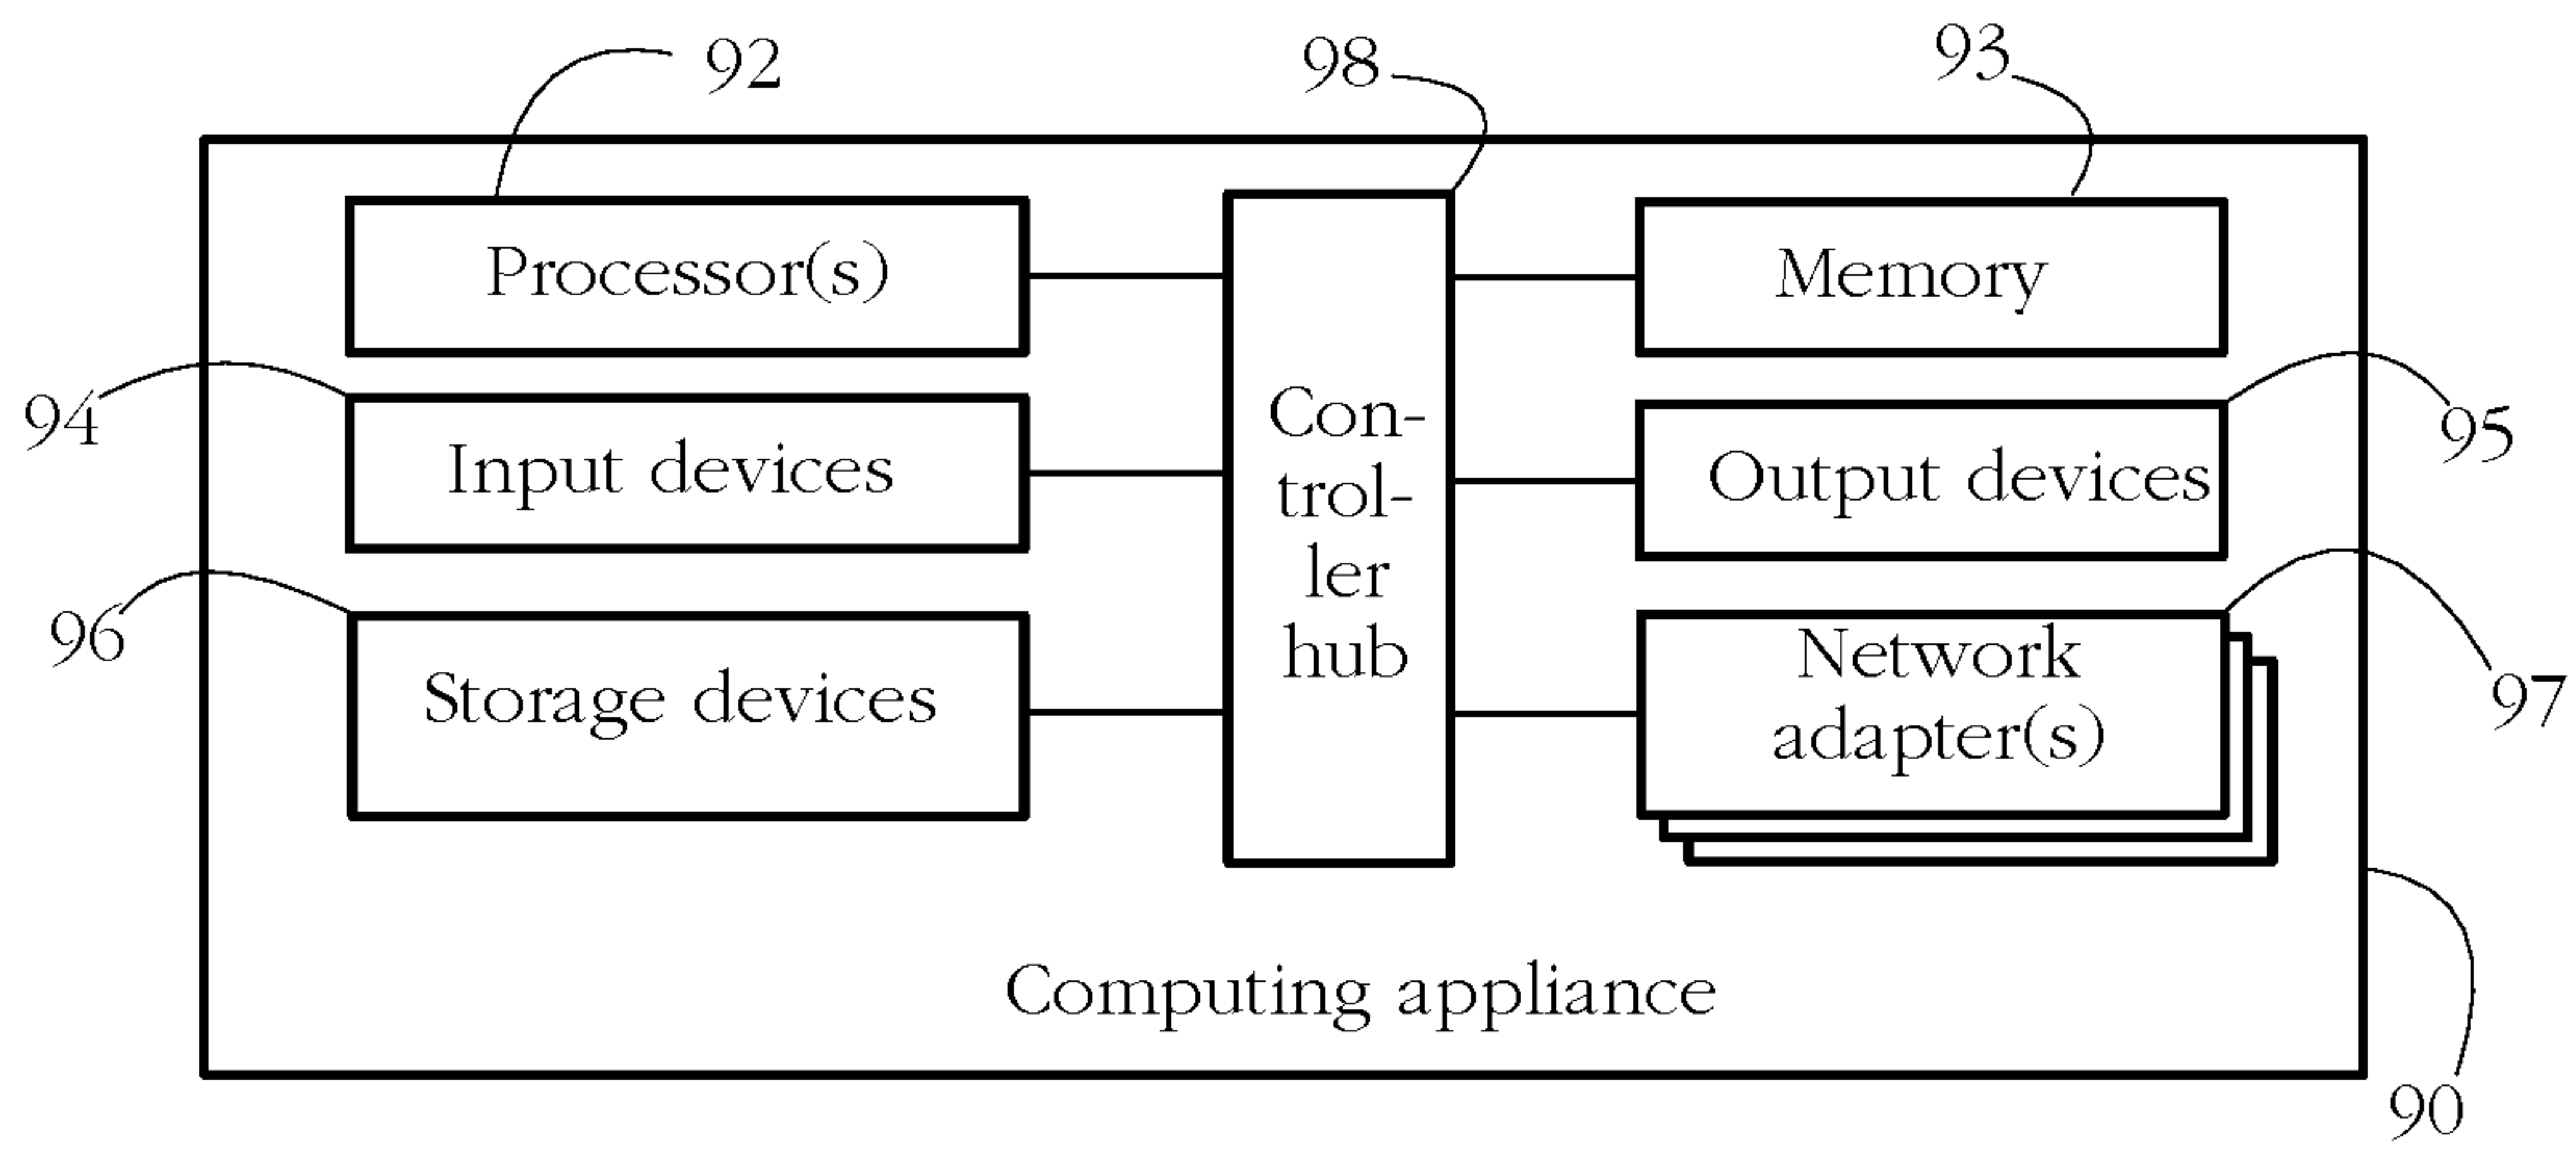 92
98
93
Processor(s)
Memory
94
Input devices
Con-
trol-
ler
hub
Output devices
95
96
Storage devices
Network
adapter(s)
97
Computing appliance
90